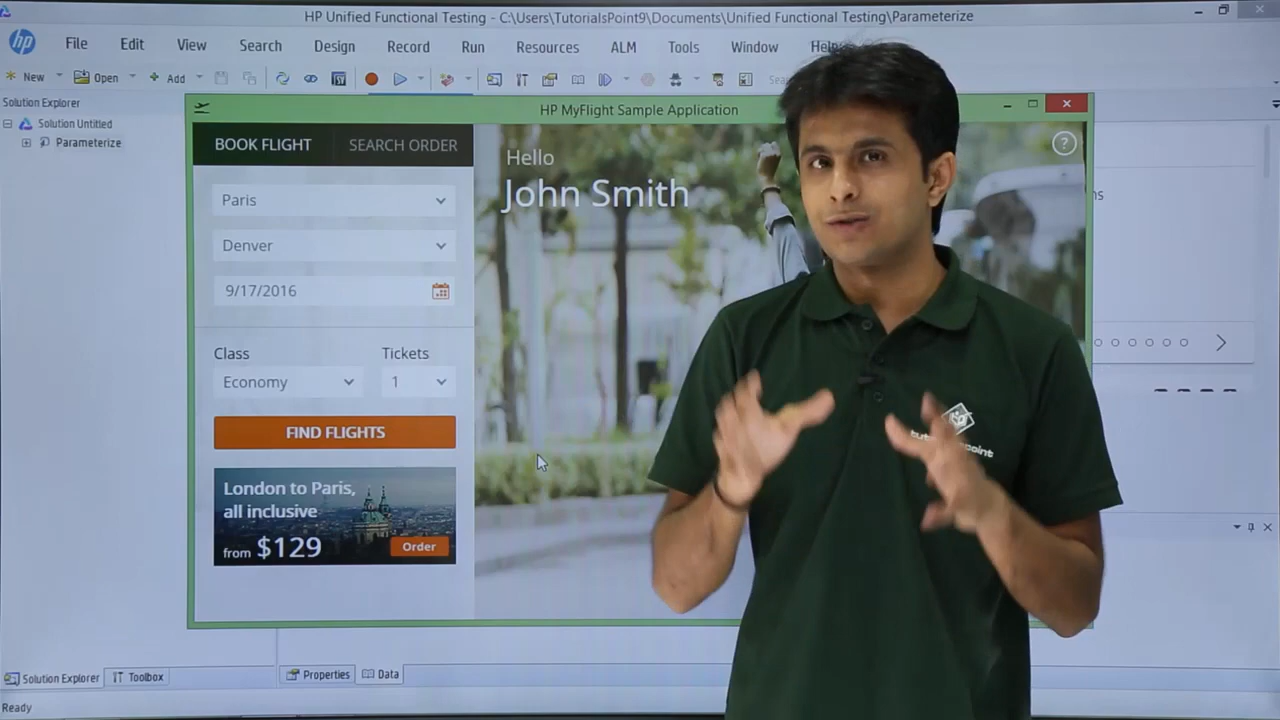 HP Unified Functional Testing - C:\Users\TutorialsPoint9\Documents\Unified Functional Testing\Parameterize
hp File Edit View Search Design Record Run Resources ALM Tools Window Help
New Open Add
Solution Explorer
Solution Untitled
Parameterize
HP MyFlight Sample Application
BOOK FLIGHT SEARCH ORDER
Hello
John Smith
?
Paris
Denver
9/17/2016
Class Tickets
Economy 1
FIND FLIGHTS
London to Paris,
all inclusive
from $129 Order
Solution Explorer Toolbox Properties Data
Ready